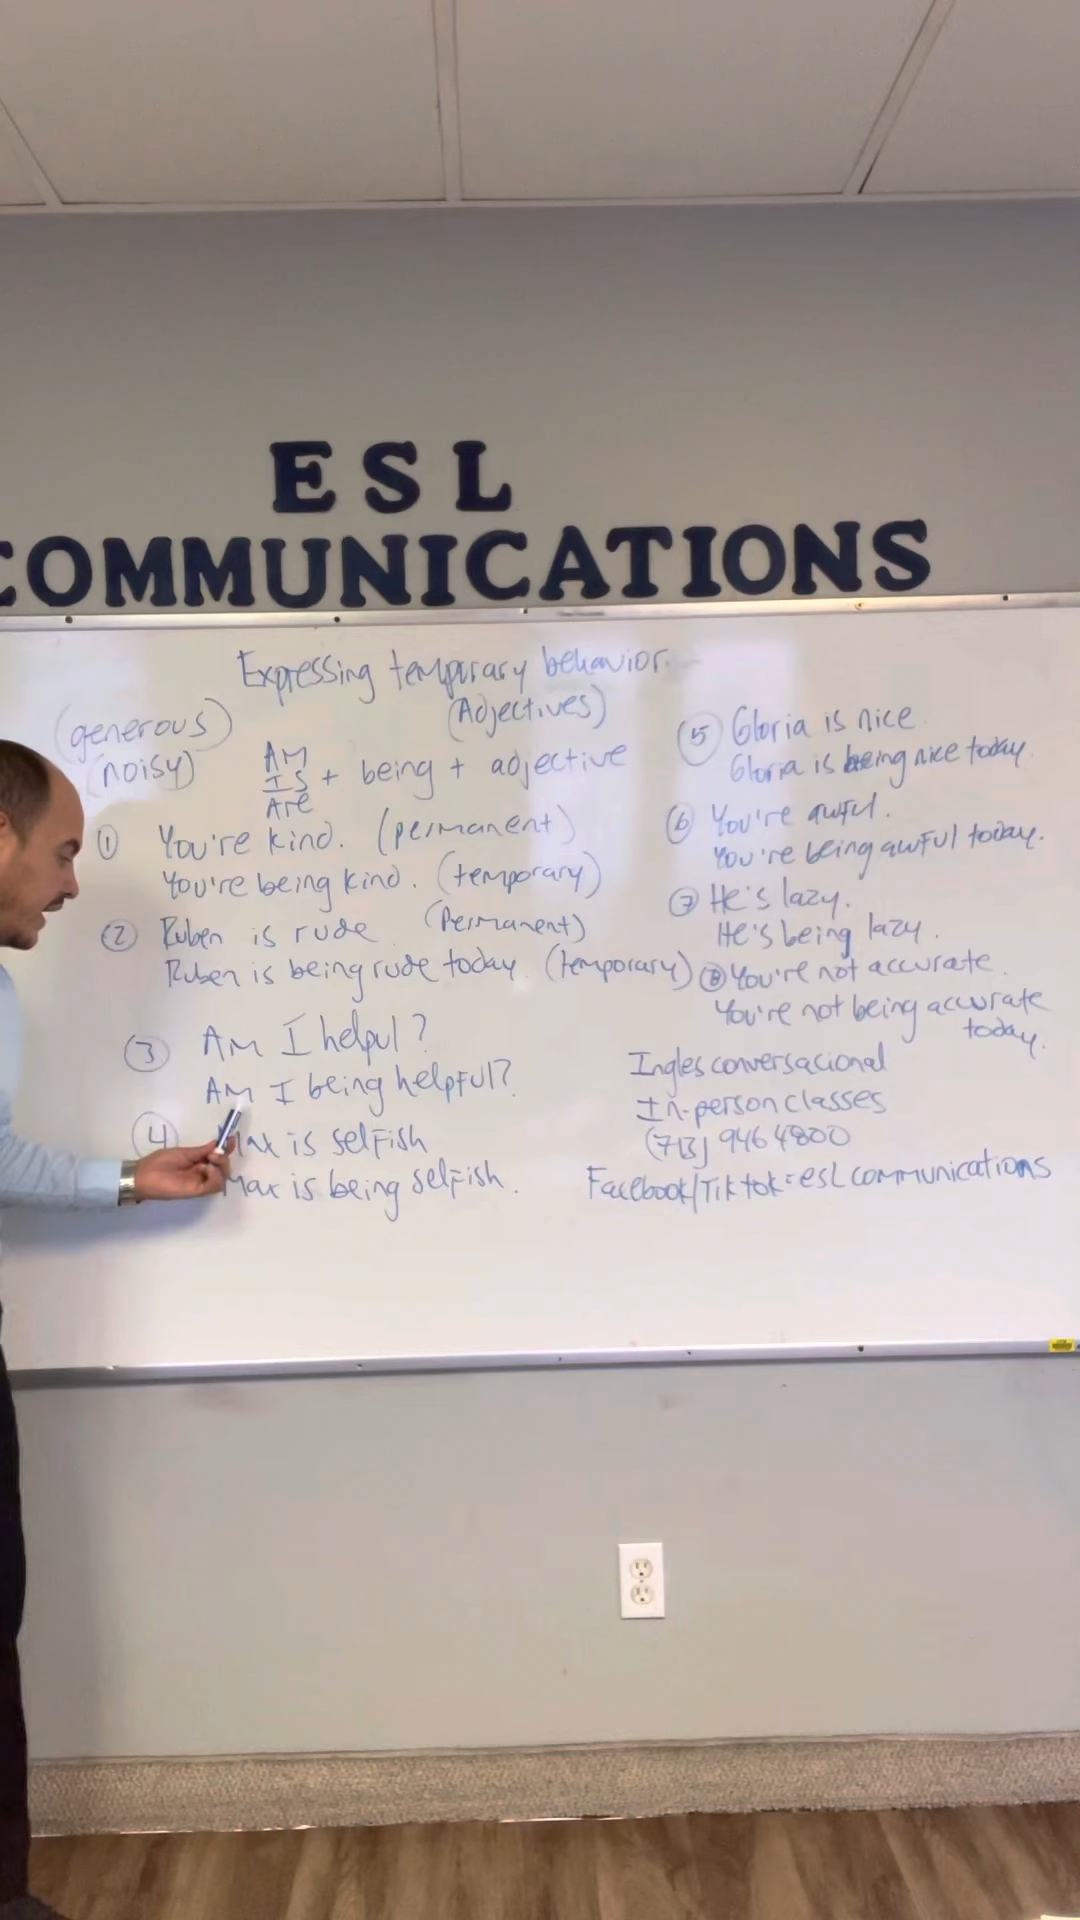 ESL
COMMUNICATIONS
Expressing temporary behavior.
(Adjectives)
(generous)
(noisy)
AM
IS + being + adjective
Are
① You're kind. (permanent)
You're being kind. (temporary)
② Ruben is rude (Permanent)
Ruben is being rude today. (temporary)
③ AM I helpul?
AM I being helpful?
④ Max is selfish
Max is being selfish.
⑤ Gloria is nice
Gloria is being nice today.
⑥ You're awful.
You're being awful today.
⑦ He's lazy.
He's being lazy.
⑧ You're not accurate.
You're not being accurate
today.
Ingles conversacional
In-person classes
(713) 946 4800
Facebook/Tiktok=esl communications